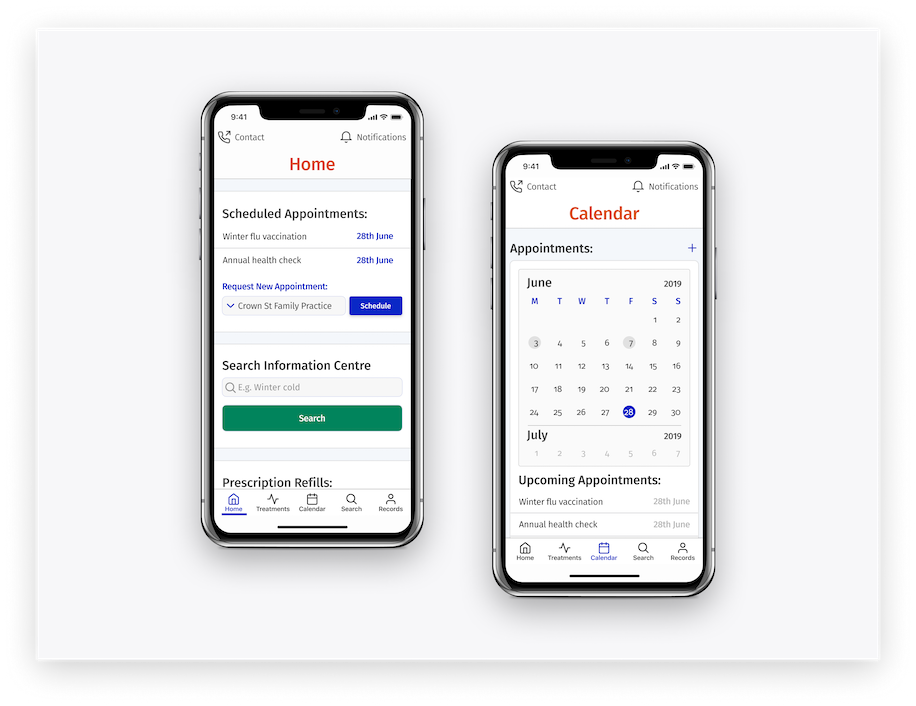 9:41
Contact Notifications
Home
Scheduled Appointments:
Winter flu vaccination 28th June
Annual health check 28th June
Request New Appointment:
Crown St Family Practice Schedule
Search Information Centre
E.g. Winter cold
Search
Prescription Refills:
Home Treatments Calendar Search Records
9:41
Contact Notifications
Calendar
Appointments: +
June 2019
M T W T F S S
1 2
3 4 5 6 7 8 9
10 11 12 13 14 15 16
17 18 19 20 21 22 23
24 25 26 27 28 29 30
July 2019
1 2 3 4 5 6 7
Upcoming Appointments:
Winter flu vaccination 28th June
Annual health check 28th June
Home Treatments Calendar Search Records